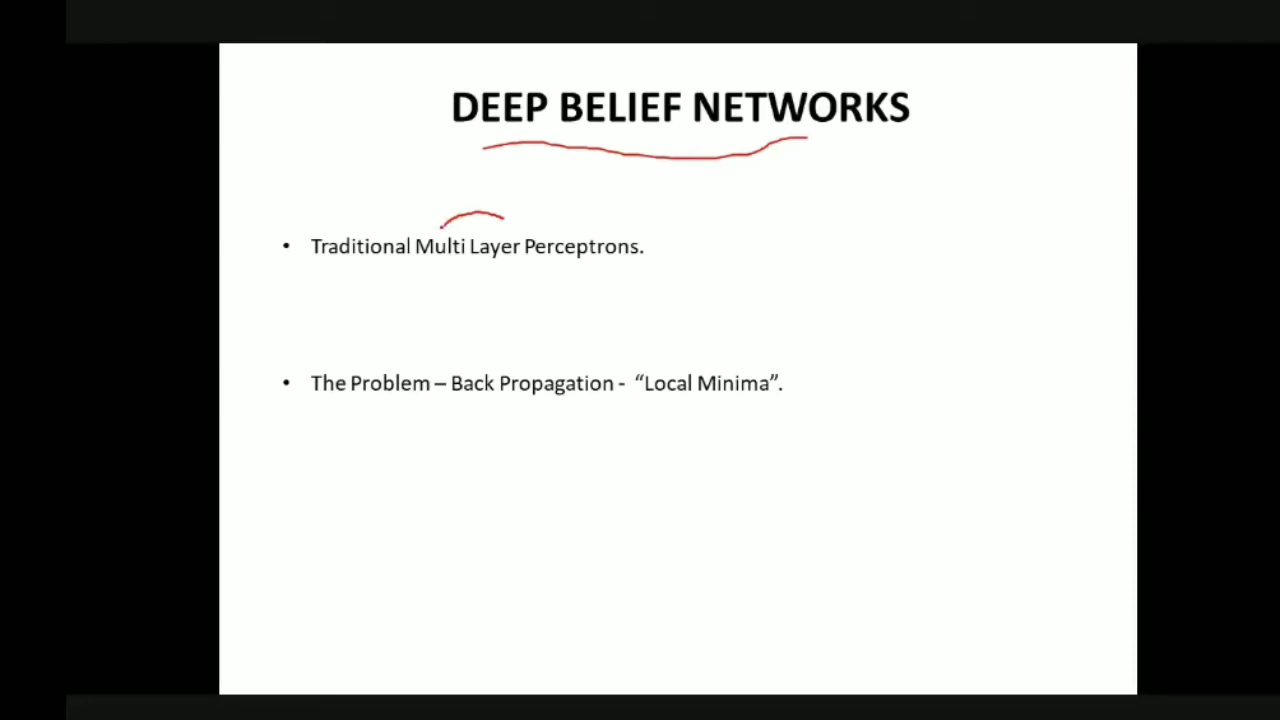 DEEP BELIEF NETWORKS
• Traditional Multi Layer Perceptrons.
• The Problem – Back Propagation - “Local Minima”.